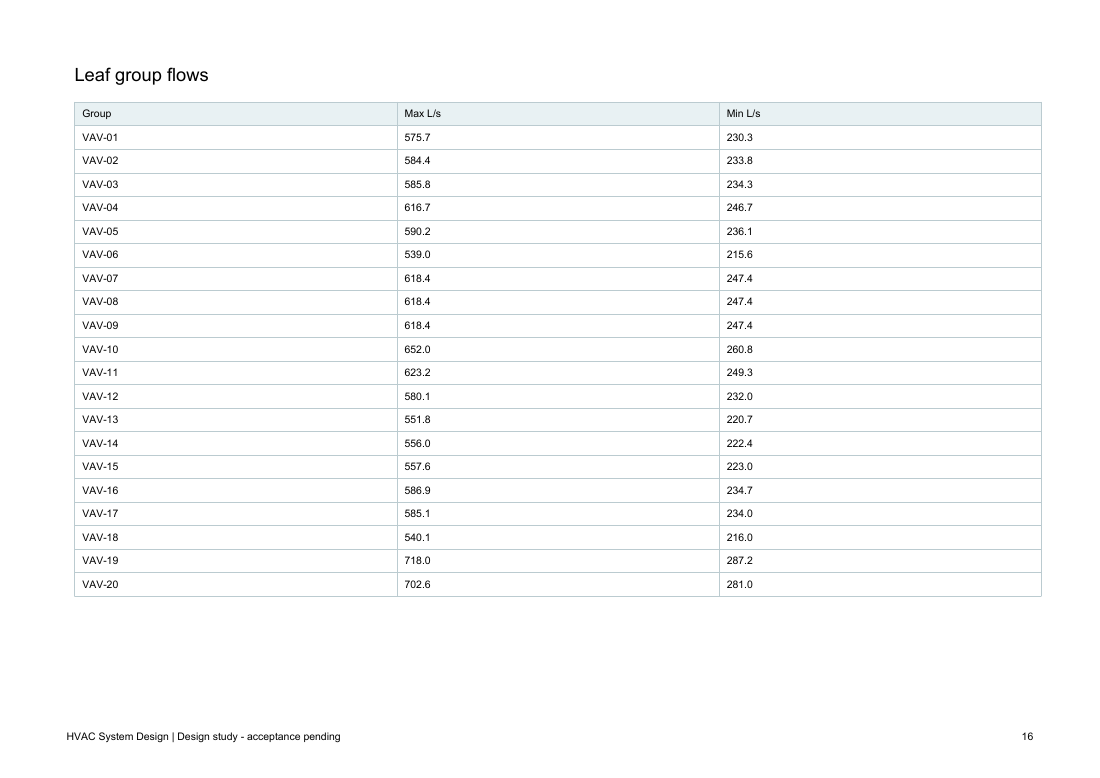 Leaf group flows
Group Max L/s Min L/s
VAV-01 575.7 230.3
VAV-02 584.4 233.8
VAV-03 585.8 234.3
VAV-04 616.7 246.7
VAV-05 590.2 236.1
VAV-06 539.0 215.6
VAV-07 618.4 247.4
VAV-08 618.4 247.4
VAV-09 618.4 247.4
VAV-10 652.0 260.8
VAV-11 623.2 249.3
VAV-12 580.1 232.0
VAV-13 551.8 220.7
VAV-14 556.0 222.4
VAV-15 557.6 223.0
VAV-16 586.9 234.7
VAV-17 585.1 234.0
VAV-18 540.1 216.0
VAV-19 718.0 287.2
VAV-20 702.6 281.0
HVAC System Design | Design study - acceptance pending 16